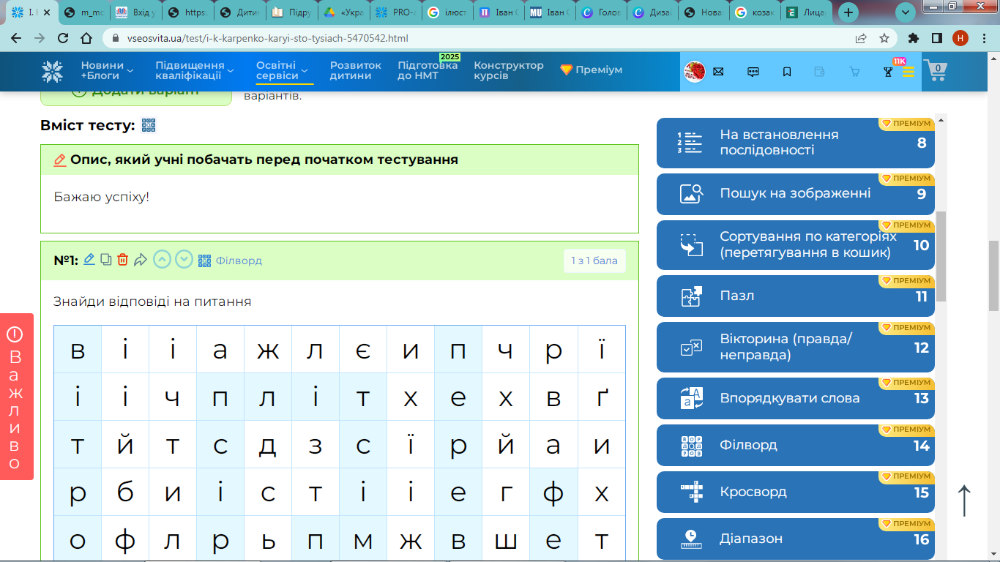 І. К
m_mc
Вхід у
https:
Дити
Підру
«Укра
PRO-а
ілюст
Іван С
Іван С
Голов
Дизай
Нова
козак
Лица
vseosvita.ua/test/i-k-karpenko-karyi-sto-tysiach-5470542.html
Н
Новини
+Блоги
Підвищення
кваліфікації
Освітні
сервіси
Розвиток
дитини
2025
Підготовка
до НМТ
Конструктор
курсів
Преміум
11K
0
Додати варіант
варіантів.
Вміст тесту:
Опис, який учні побачать перед початком тестування
Бажаю успіху!
№1:
Філворд
1 з 1 бала
Знайди відповіді на питання
в і і а ж л є и п ч р ї
і і ч п л і т х е х в ґ
т й т с д з с ї р й а и
р б и і с т і і е г ф х
о ф л р ь п м ж в ш е т
Важливо
ПРЕМІУМ
На встановлення
послідовності
8
ПРЕМІУМ
Пошук на зображенні
9
ПРЕМІУМ
Сортування по категоріях
(перетягування в кошик)
10
ПРЕМІУМ
Пазл
11
ПРЕМІУМ
Вікторина (правда/
неправда)
12
ПРЕМІУМ
Впорядкувати слова
13
ПРЕМІУМ
Філворд
14
ПРЕМІУМ
Кросворд
15
ПРЕМІУМ
Діапазон
16